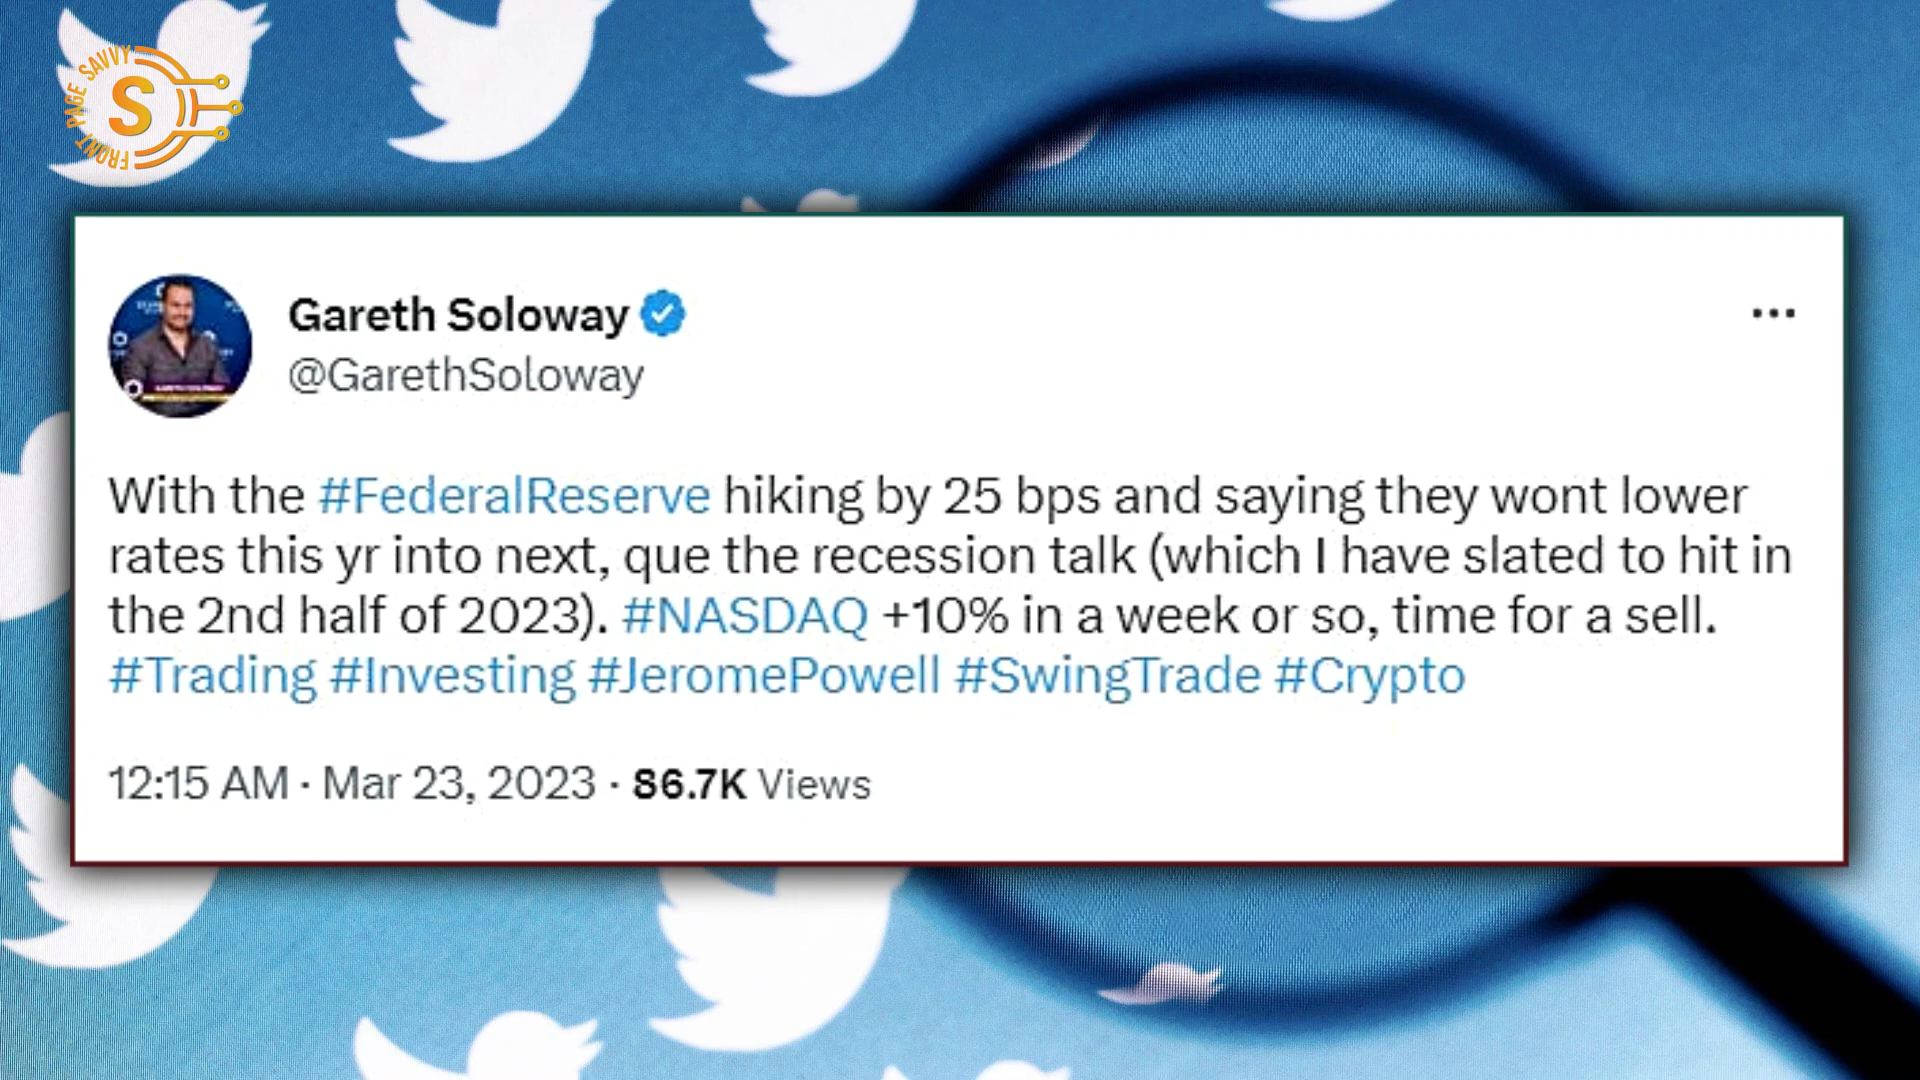 FRONT PAGE SAVVY
S
Gareth Soloway
@GarethSoloway
With the #FederalReserve hiking by 25 bps and saying they wont lower
rates this yr into next, que the recession talk (which I have slated to hit in
the 2nd half of 2023). #NASDAQ +10% in a week or so, time for a sell.
#Trading #Investing #JeromePowell #SwingTrade #Crypto
12:15 AM · Mar 23, 2023 · 86.7K Views